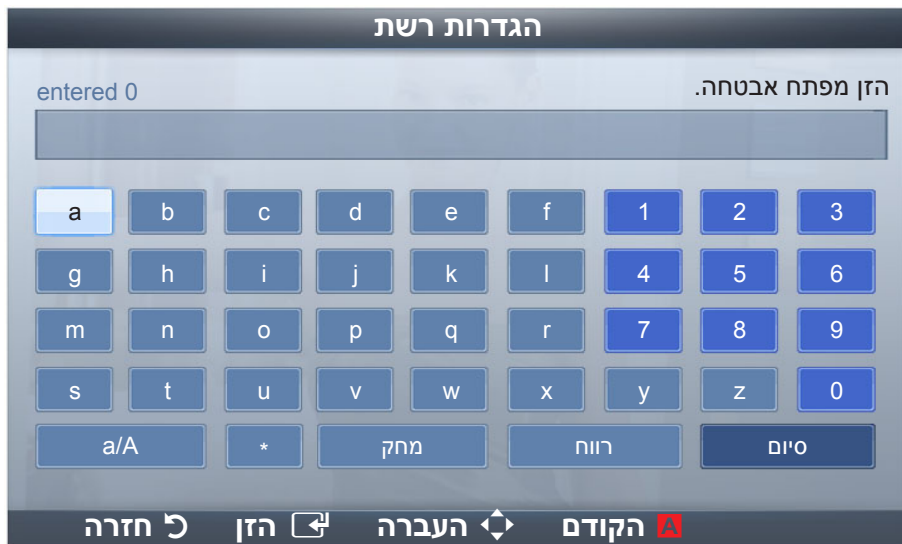 הגדרות רשת
הזן מפתח אבטחה.
entered 0
a b c d e f 1 2 3
g h i j k l 4 5 6
m n o p q r 7 8 9
s t u v w x y z 0
a/A * מחק רווח סיום
A הקודם העברה הזן חזרה